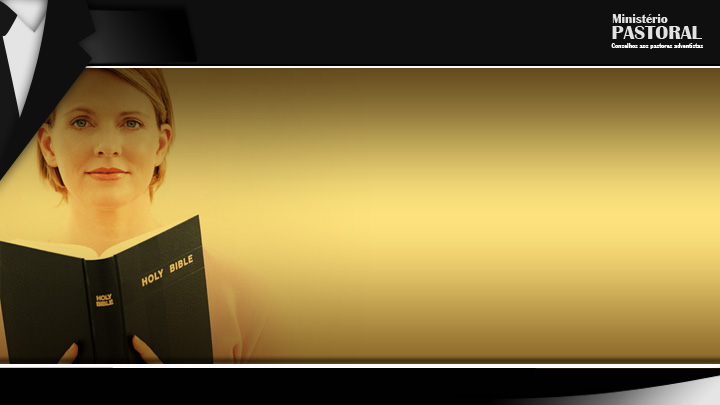 Ministério
PASTORAL
Conselhos aos pastores adventistas
HOLY BIBLE
HOLY
BIBLE